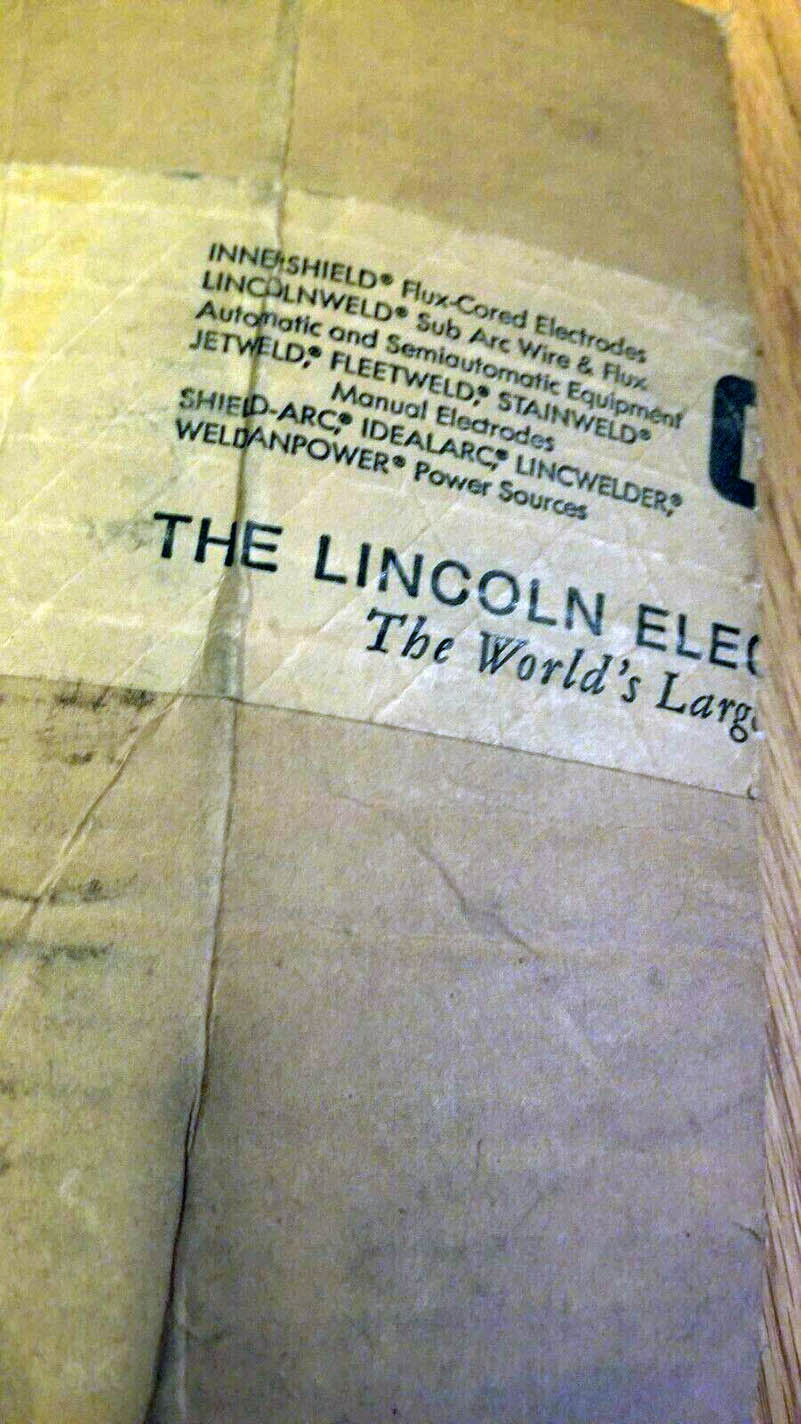 INNERSHIELD® Flux-Cored Electrodes
LINCOLNWELD® Sub Arc Wire & Flux
Automatic and Semiautomatic Equipment
JETWELD,® FLEETWELD,® STAINWELD®
Manual Electrodes
SHIELD-ARC,® IDEALARC,® LINCWELDER,®
WELDANPOWER® Power Sources
THE LINCOLN ELEC
The World's Larg